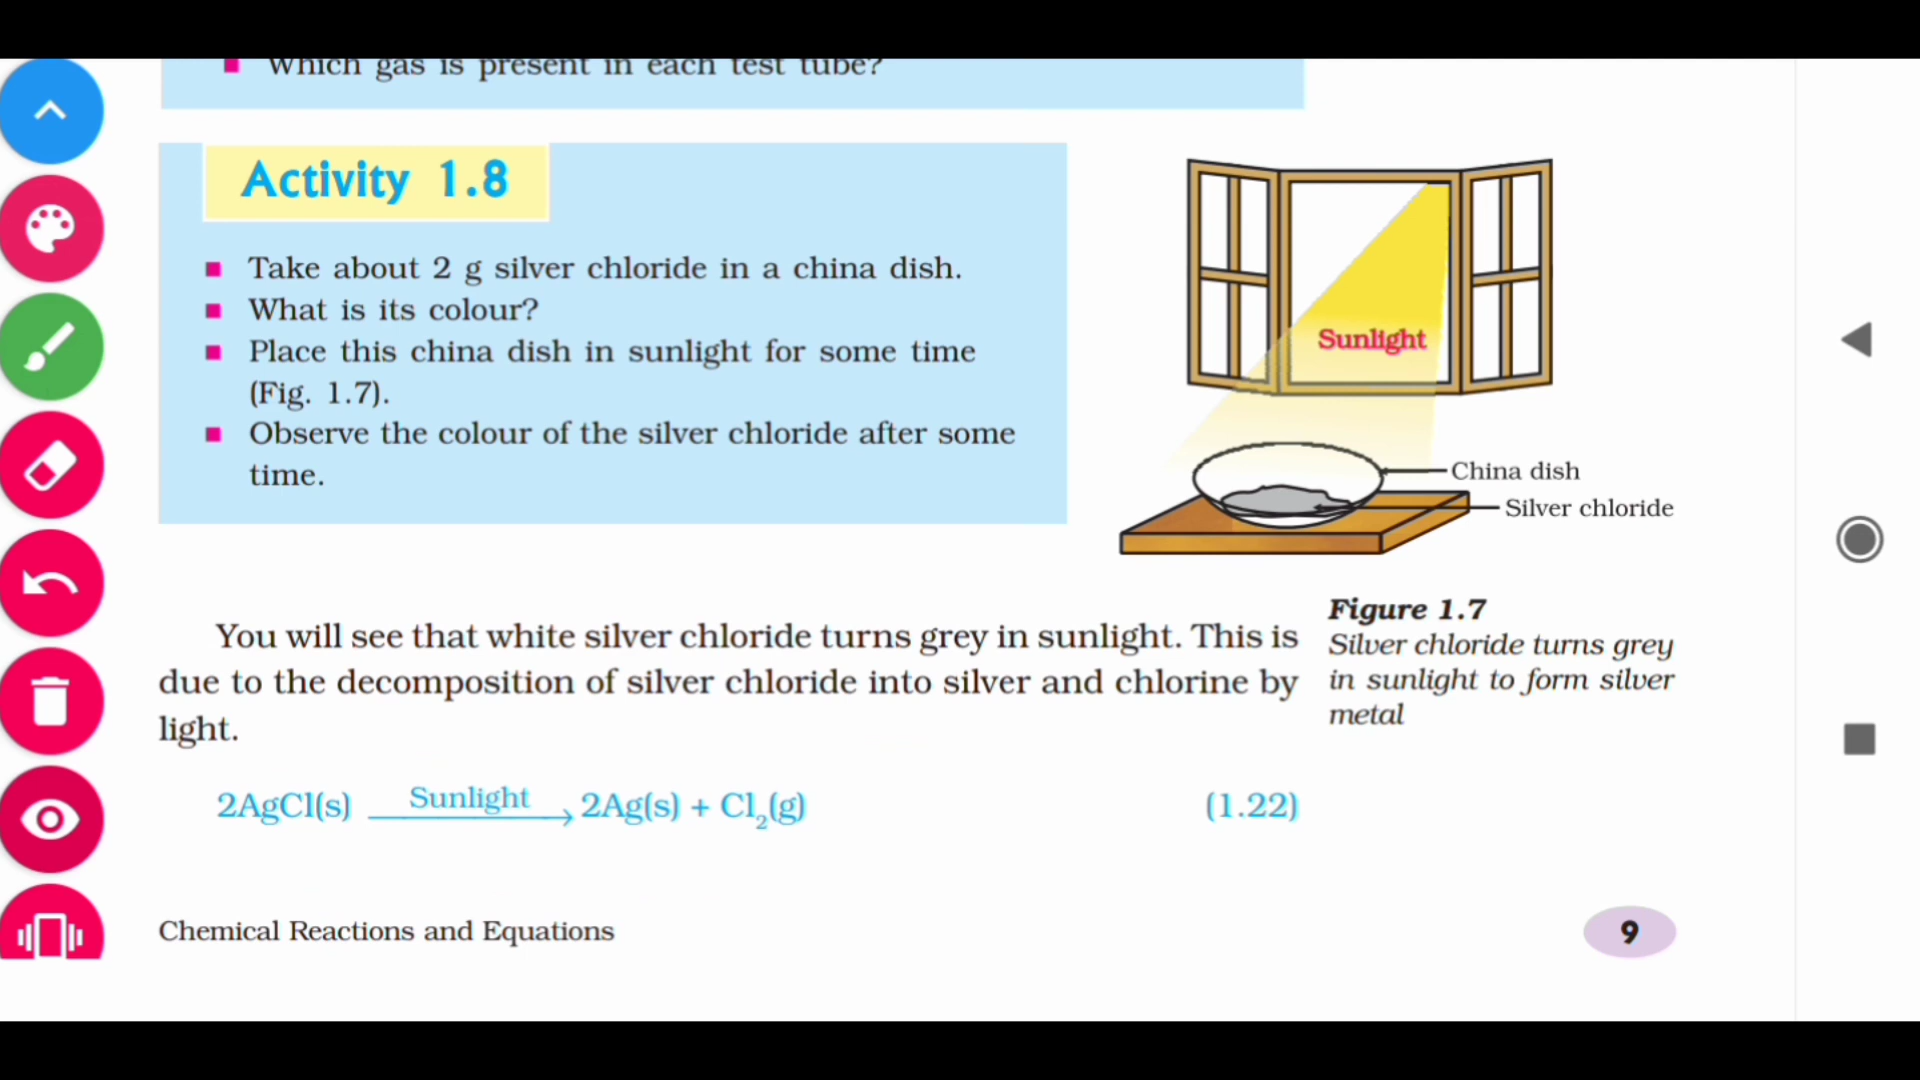 Which gas is present in each test tube?
Activity 1.8
Take about 2 g silver chloride in a china dish.
What is its colour?
Place this china dish in sunlight for some time
(Fig. 1.7).
Observe the colour of the silver chloride after some
time.
Sunlight
China dish
Silver chloride
Figure 1.7
Silver chloride turns grey
in sunlight to form silver
metal
You will see that white silver chloride turns grey in sunlight. This is
due to the decomposition of silver chloride into silver and chlorine by
light.
2AgCl(s) Sunlight → 2Ag(s) + Cl₂(g) (1.22)
Chemical Reactions and Equations
9